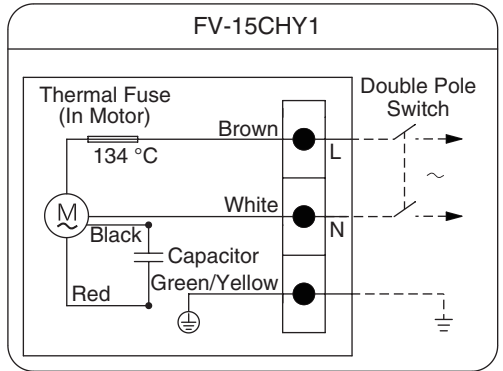 FV-15CHY1
Thermal Fuse
(In Motor)
134 °C
Double Pole
Switch
Brown
L
White
N
M
Black
Capacitor
Green/Yellow
Red